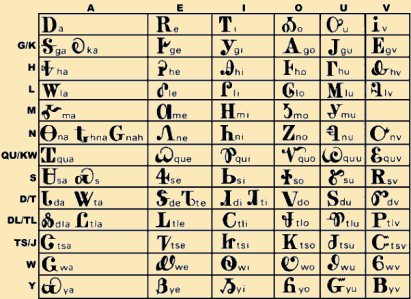 A E I O U V
Ꭰa Ꭱe Ꭲi Ꭳo Ꭴu Ꭵv
G/K Ꭶga Ꭷka Ꭸge Ꭹgi Ꭺgo Ꭻgu Ꭼgv
H Ꭽha Ꭾhe Ꭿhi Ꮀho Ꮁhu Ꮂhv
L Ꮃla Ꮄle Ꮅli Ꮆlo Ꮇlu Ꮈlv
M Ꮉma Ꮊme Ꮋmi Ꮌmo Ꮍmu
N Ꮎna Ꮏhna Ꮐnah Ꮑne Ꮒni Ꮓno Ꮔnu Ꮕnv
QU/KW Ꮖqua Ꮗque Ꮘqui Ꮙquo Ꮚquu Ꮛquv
S Ꮜsa Ꮝs Ꮞse Ꮟsi Ꮠso Ꮡsu Ꮢsv
D/T Ꮣda Ꮤta Ꮥde Ꮦte Ꮧdi Ꮨti Ꮩdo Ꮪdu Ꮫdv
DL/TL Ꮬdla Ꮭtla Ꮮtle Ꮯtli Ꮰtlo Ꮱtlu Ꮲtlv
TS/J Ꮳtsa Ꮴtse Ꮵtsi Ꮶtso Ꮷtsu Ꮸtsv
W Ꮹwa Ꮺwe Ꮻwi Ꮼwo Ꮽwu Ꮾwv
Y Ꮿya Ᏸye Ᏹyi Ᏺyo Ᏻyu Ᏼyv